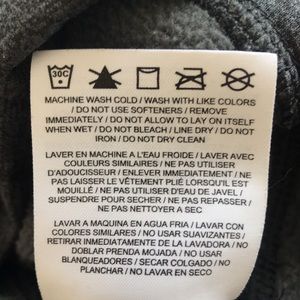 30C
MACHINE WASH COLD / WASH WITH LIKE COLORS
/ DO NOT USE SOFTENERS / REMOVE
IMMEDIATELY / DO NOT ALLOW TO LAY ON ITSELF
WHEN WET / DO NOT BLEACH / LINE DRY / DO NOT
IRON / DO NOT DRY CLEAN
LAVER EN MACHINE A L'EAU FROIDE / LAVER AVEC
COULEURS SIMILAIRES / NE PAS UTILISER
D'ADOUCISSEUR / ENLEVER IMMEDIATEMENT / NE
PAS LAISSER LE VÊTEMENT PLIÉ LORSQU'IL EST
MOUILLÉ / NE PAS UTILISER D'EAU DE JAVEL /
SUSPENDRE POUR SECHER / NE PAS REPASSER /
NE PAS NETTOYER A SEC
LAVAR A MAQUINA EN AGUA FRIA / LAVAR CON
COLORES SIMILARES / NO USAR SUAVIZANTES /
RETIRAR INMEDIATAMENTE DE LA LAVADORA / NO
DOBLAR PRENDA MOJADA / NO USAR
BLANQUEADORES / SECAR COLGADO / NO
PLANCHAR / NO LAVAR EN SECO